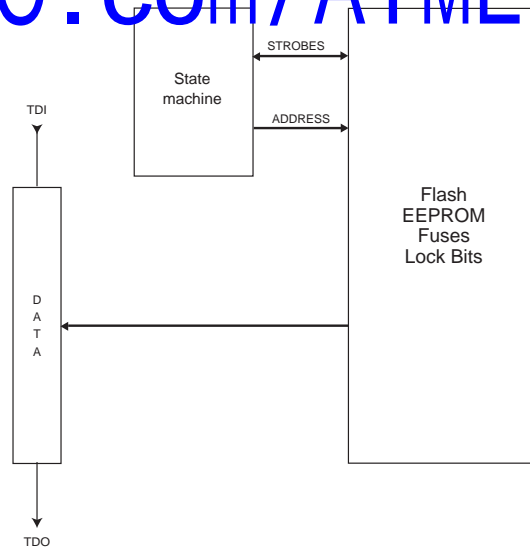 STROBES
State
machine
ADDRESS
TDI
Flash
EEPROM
Fuses
Lock Bits
D
A
T
A
TDO